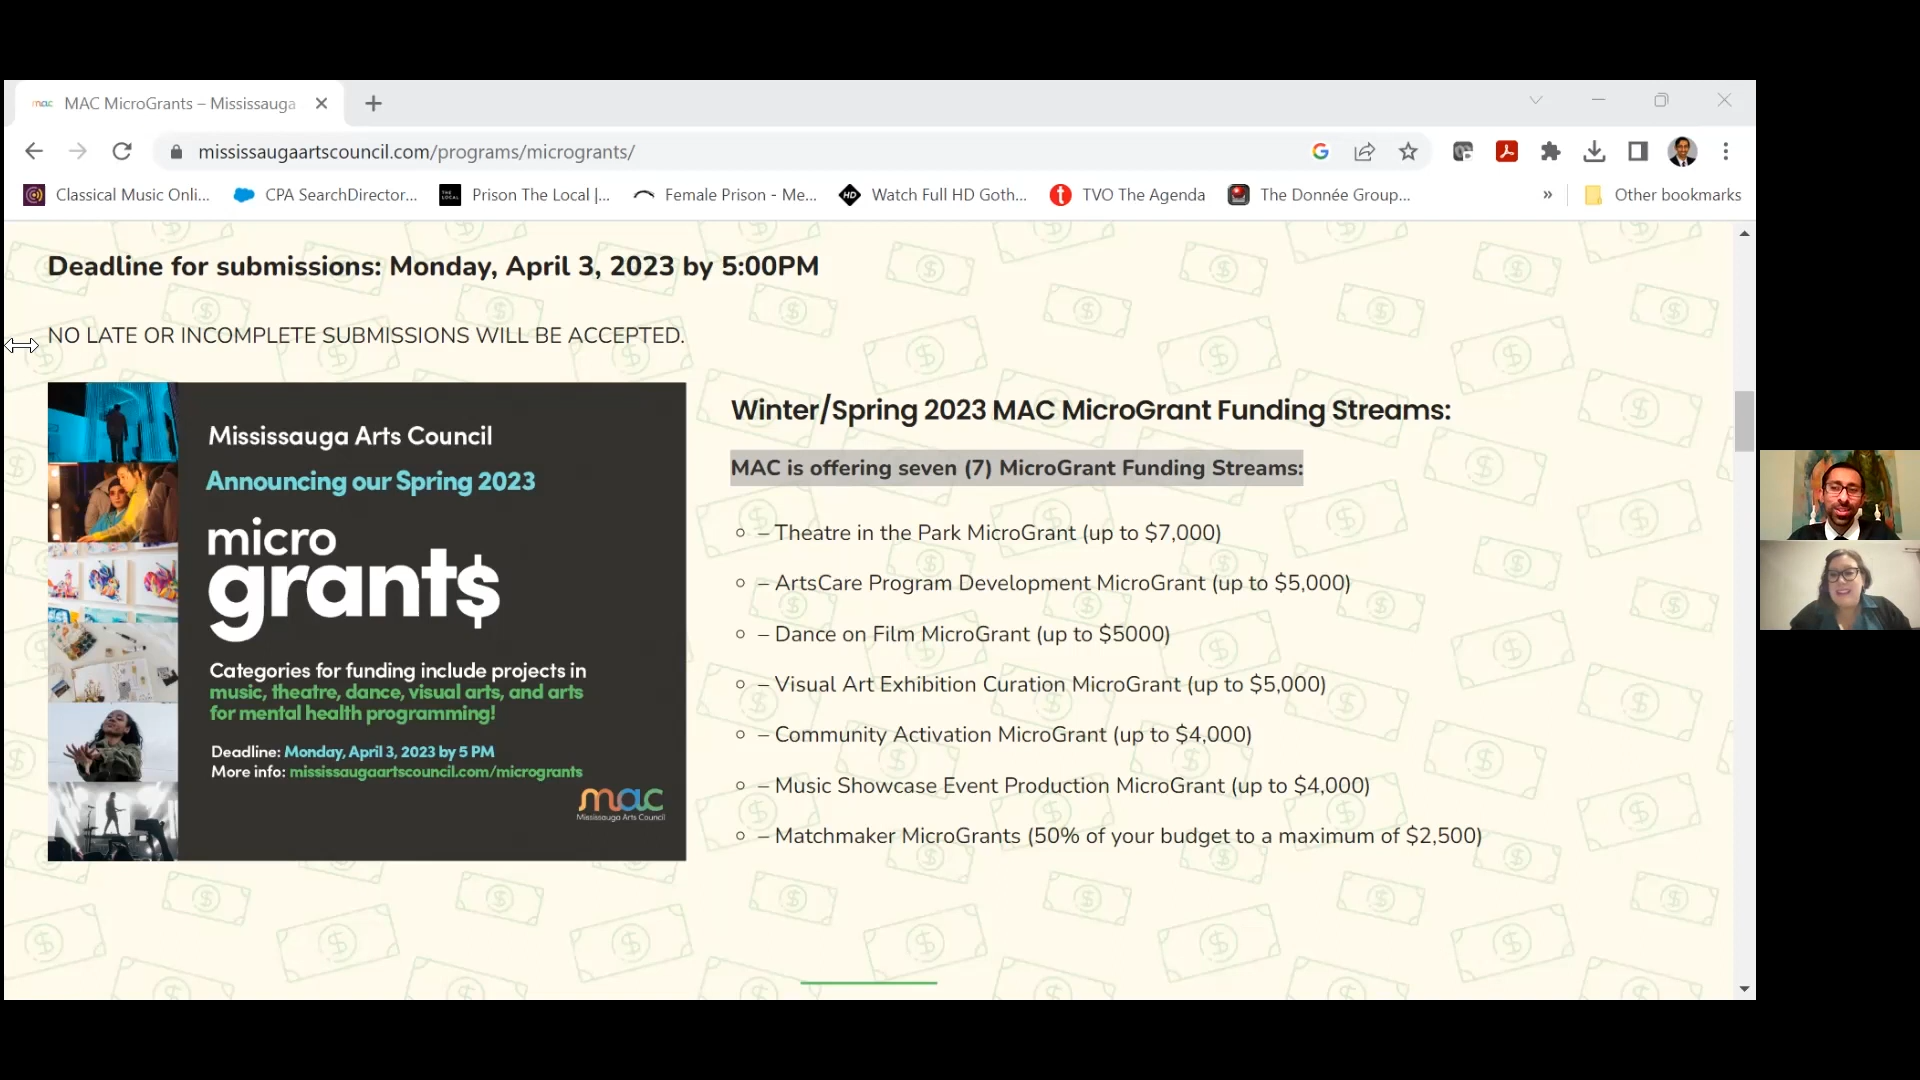 mac MAC MicroGrants – Mississauga
mississaugaartscouncil.com/programs/microgrants/
Classical Music Onli... CPA SearchDirector... THE LOCAL Prison The Local |... Female Prison - Me... HD Watch Full HD Goth... t TVO The Agenda The Donnée Group... » Other bookmarks
Deadline for submissions: Monday, April 3, 2023 by 5:00PM
NO LATE OR INCOMPLETE SUBMISSIONS WILL BE ACCEPTED.
Mississauga Arts Council
Announcing our Spring 2023
micro
grant$
Categories for funding include projects in
music, theatre, dance, visual arts, and arts
for mental health programming!
Deadline: Monday, April 3, 2023 by 5 PM
More info: mississaugaartscouncil.com/microgrants
mac
Mississauga Arts Council
Winter/Spring 2023 MAC MicroGrant Funding Streams:
MAC is offering seven (7) MicroGrant Funding Streams:
– Theatre in the Park MicroGrant (up to $7,000)
– ArtsCare Program Development MicroGrant (up to $5,000)
– Dance on Film MicroGrant (up to $5000)
– Visual Art Exhibition Curation MicroGrant (up to $5,000)
– Community Activation MicroGrant (up to $4,000)
– Music Showcase Event Production MicroGrant (up to $4,000)
– Matchmaker MicroGrants (50% of your budget to a maximum of $2,500)